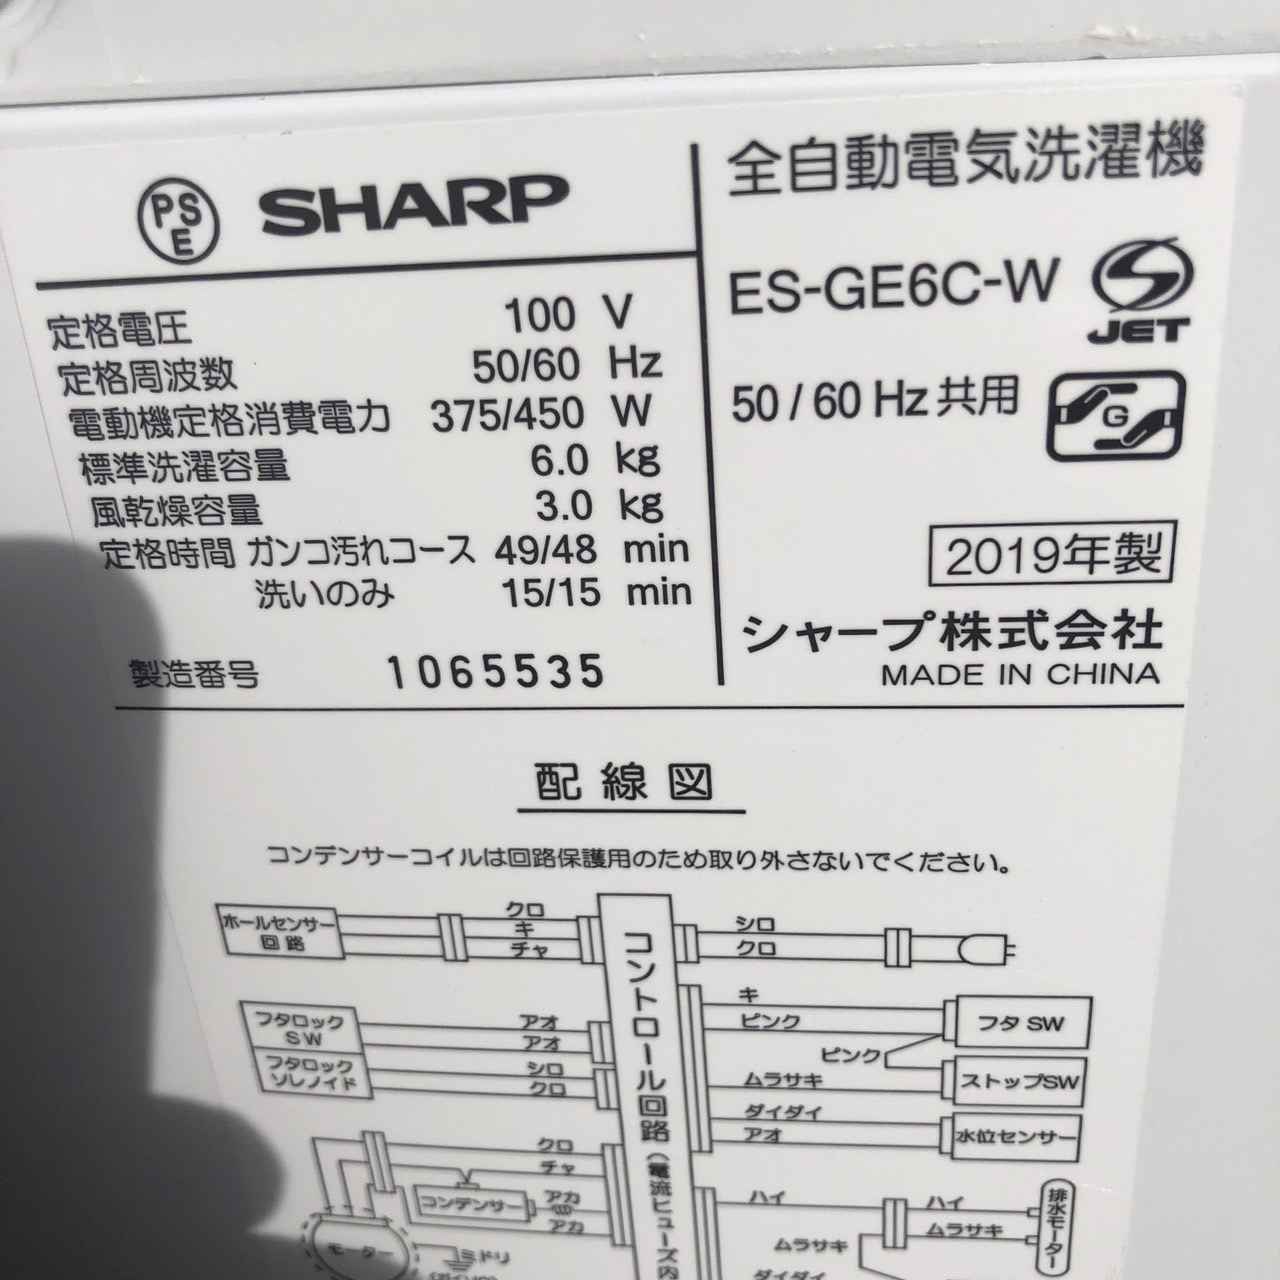 PS
E
SHARP
定格電圧 100 V
定格周波数 50/60 Hz
電動機定格消費電力 375/450 W
標準洗濯容量 6.0 kg
風乾燥容量 3.0 kg
定格時間 ガンコ汚れコース 49/48 min
洗いのみ 15/15 min
製造番号 1065535
全自動電気洗濯機
ES-GE6C-W
JET
50/60 Hz 共用
G
2019年製
シャープ株式会社
MADE IN CHINA
配線図
コンデンサーコイルは回路保護用のため取り外さないでください。
ホールセンサー
回路
クロ
キ
チャ
フタロック
SW
フタロック
ソレノイド
アオ
アオ
シロ
クロ
クロ
チャ
コンデンサー
アカ
アカ
モーター
ミドリ
コントロール回路(電流ヒューズ内
シロ
クロ
キ
ピンク
フタ SW
ピンク
ムラサキ
ストップSW
ダイダイ
アオ
水位センサー
ハイ
ハイ
ムラサキ
排水モーター
ムラサキ
ダイダイ